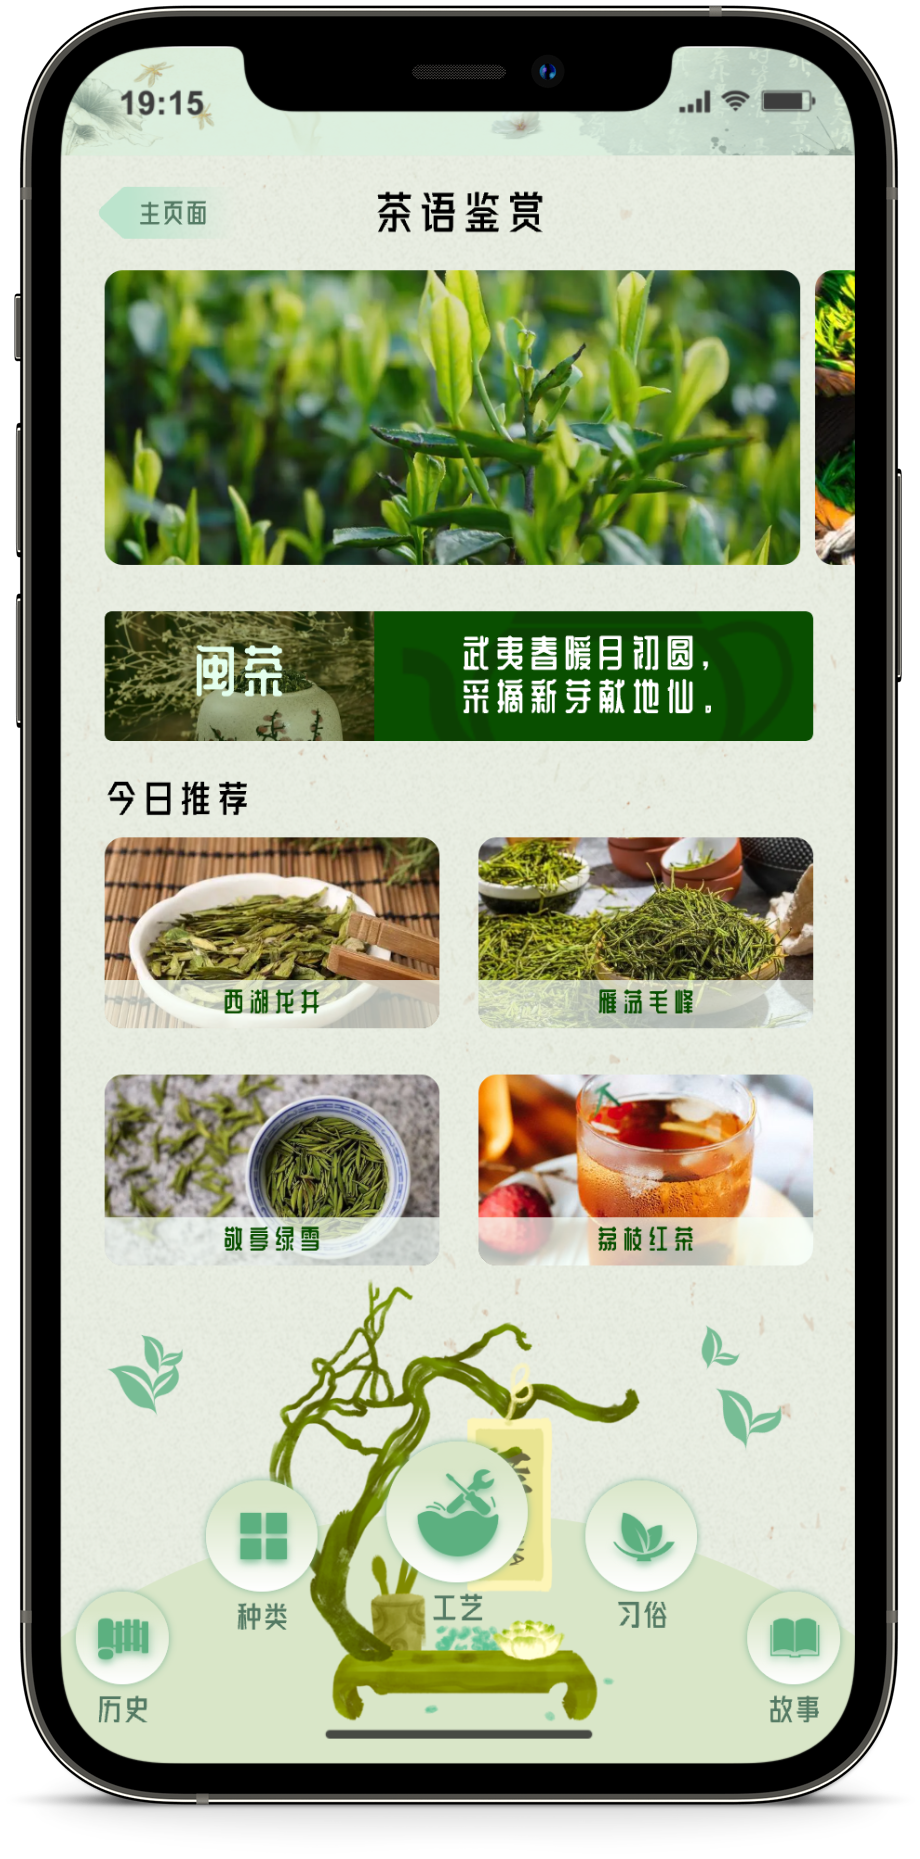 19:15
主页面
茶语鉴赏
闽茶
武夷春暖月初圆，
采摘新芽献地仙。
今日推荐
西湖龙井
雁荡毛峰
敬亭绿雪
荔枝红茶
工艺
种类
习俗
历史
故事